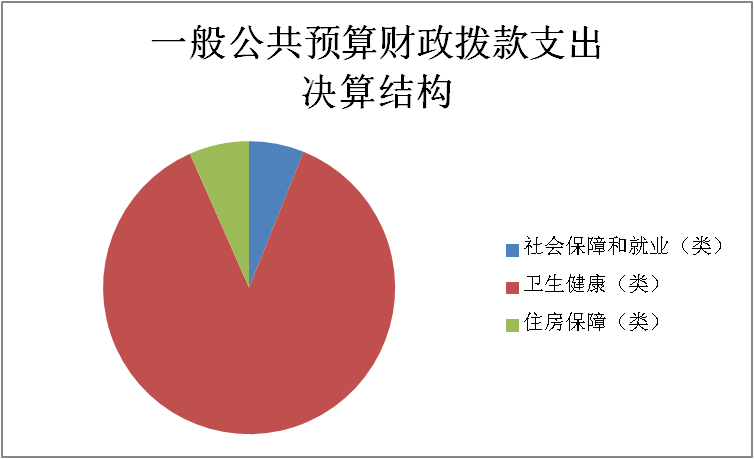 一般公共预算财政拨款支出
决算结构
社会保障和就业（类）
卫生健康（类）
住房保障（类）